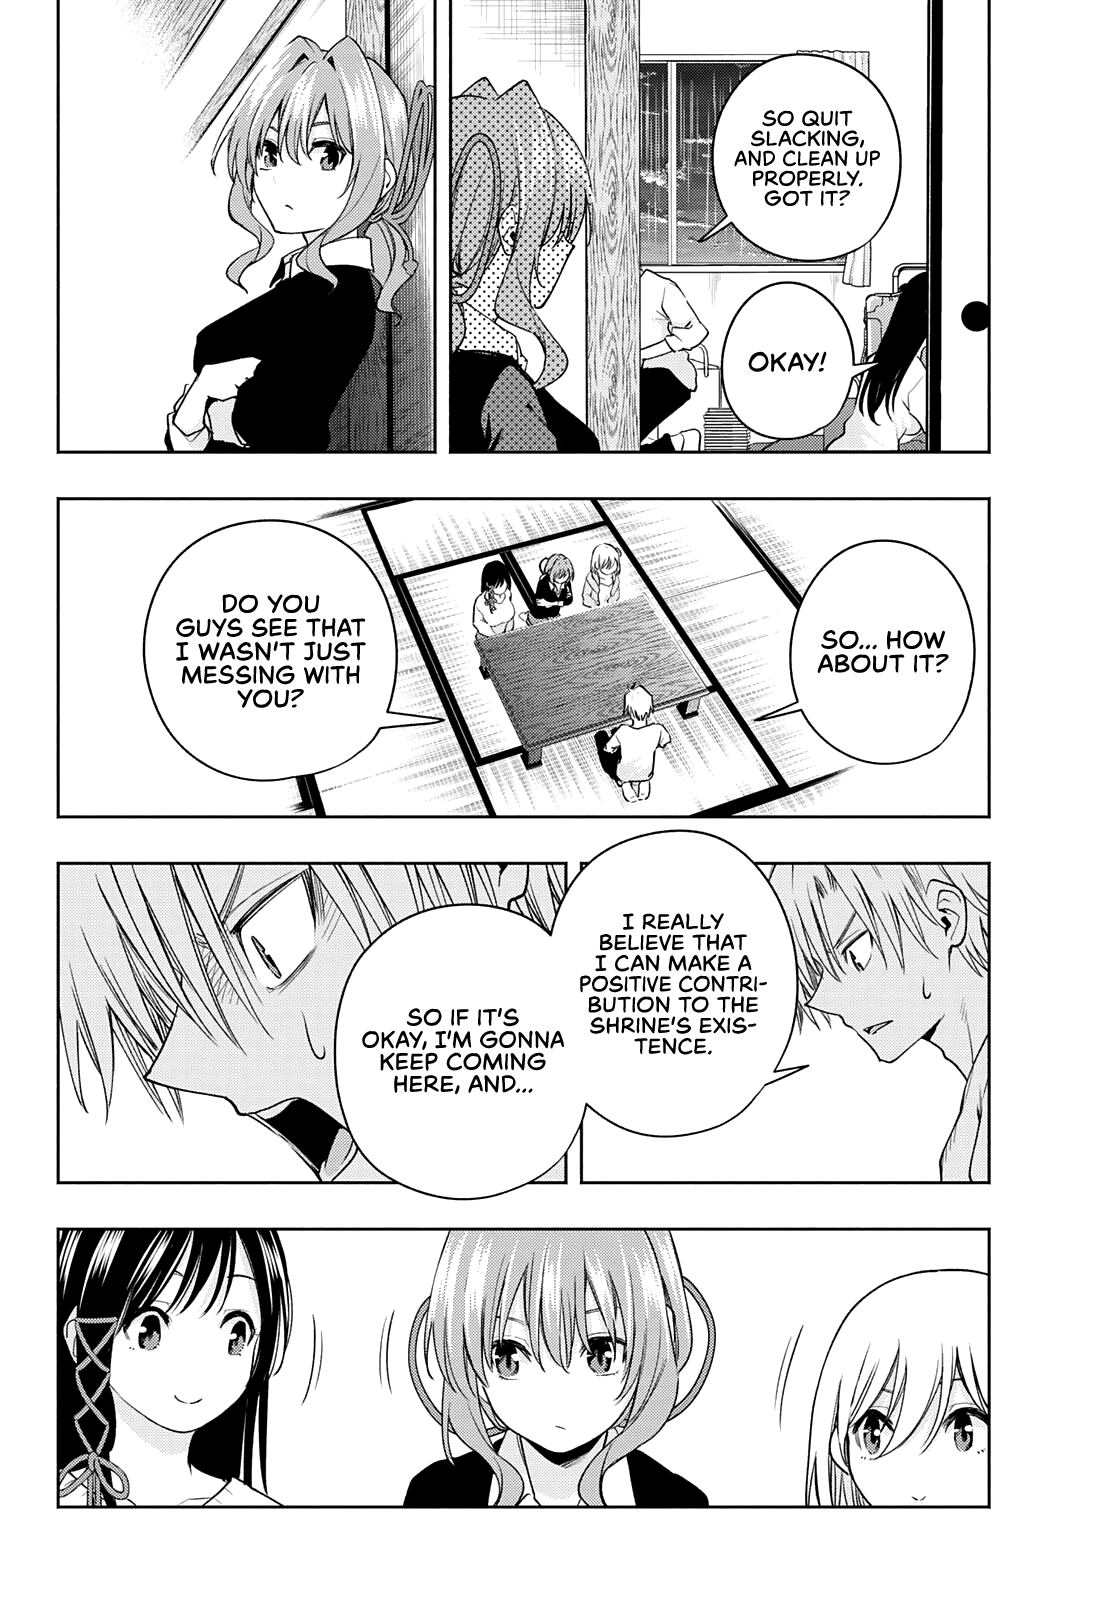 SO QUIT
SLACKING,
AND CLEAN UP
PROPERLY.
GOT IT?
OKAY!
SO... HOW
ABOUT IT?
DO YOU
GUYS SEE THAT
I WASN'T JUST
MESSING WITH
YOU?
I REALLY
BELIEVE THAT
I CAN MAKE A
POSITIVE CONTRI-
BUTION TO THE
SHRINE'S EXIS-
TENCE.
SO IF IT'S
OKAY, I'M GONNA
KEEP COMING
HERE, AND...